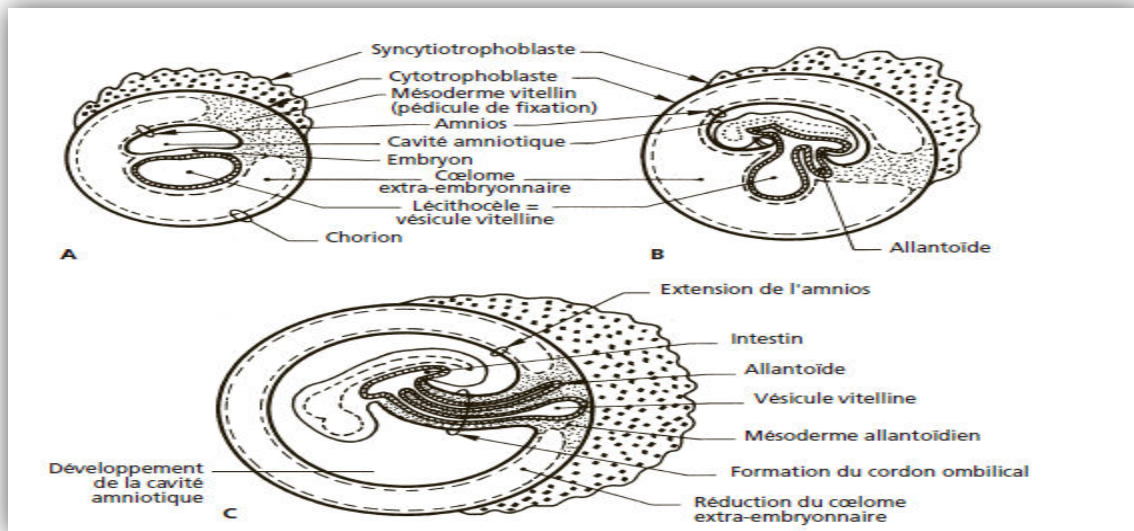 Syncytiotrophoblaste
Cytotrophoblaste
Mésoderme vitellin
(pédicule de fixation)
Amnios
Cavité amniotique
Embryon
Cœlome
extra-embryonnaire
Lécithocèle =
vésicule vitelline
Chorion
A
B
Allantoïde
Extension de l'amnios
Intestin
Allantoïde
Vésicule vitelline
Mésoderme allantoïdien
Formation du cordon ombilical
Réduction du cœlome
extra-embryonnaire
Développement
de la cavité
amniotique
C